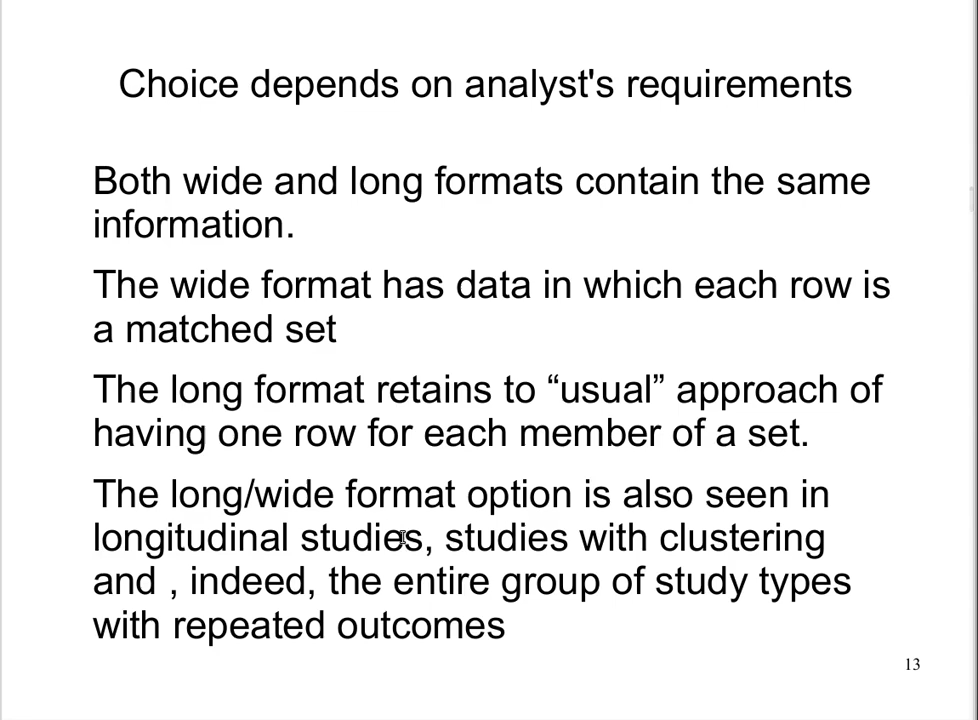 Choice depends on analyst's requirements
Both wide and long formats contain the same
information.
The wide format has data in which each row is
a matched set
The long format retains to “usual” approach of
having one row for each member of a set.
The long/wide format option is also seen in
longitudinal studies, studies with clustering
and , indeed, the entire group of study types
with repeated outcomes
13